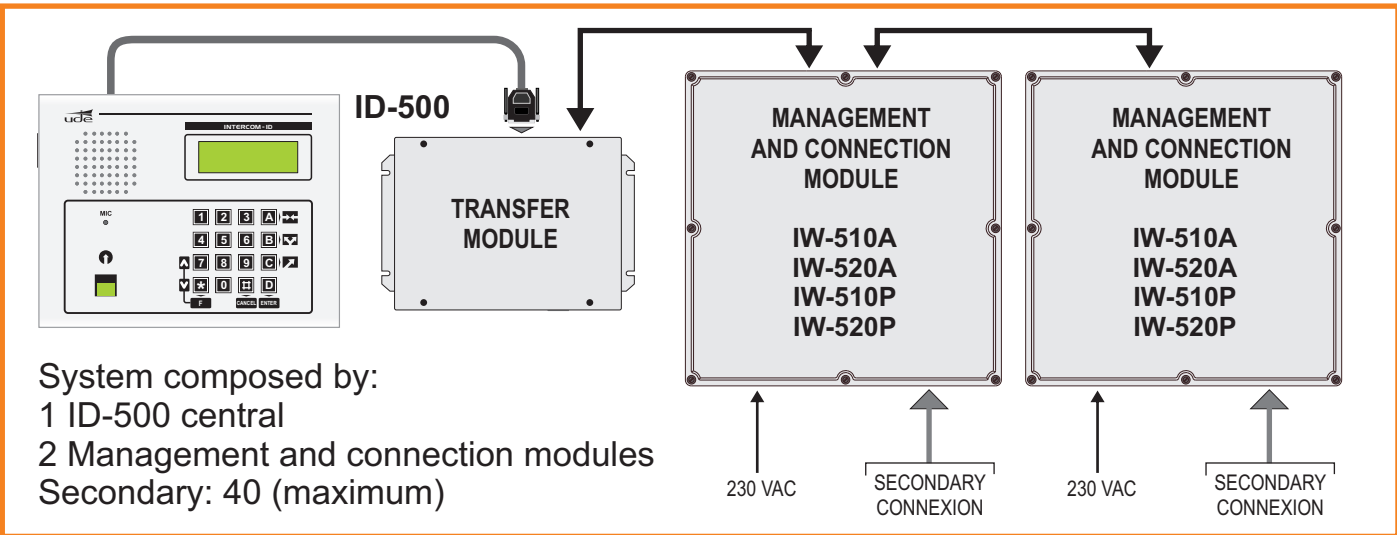 ude
INTERCOM-ID
MIC
1 2 3 A
4 5 6 B
7 8 9 C
* 0 # D
F CANCEL ENTER
ID-500
TRANSFER
MODULE
MANAGEMENT
AND CONNECTION
MODULE
IW-510A
IW-520A
IW-510P
IW-520P
230 VAC
SECONDARY
CONNEXION
MANAGEMENT
AND CONNECTION
MODULE
IW-510A
IW-520A
IW-510P
IW-520P
230 VAC
SECONDARY
CONNEXION
System composed by:
1 ID-500 central
2 Management and connection modules
Secondary: 40 (maximum)